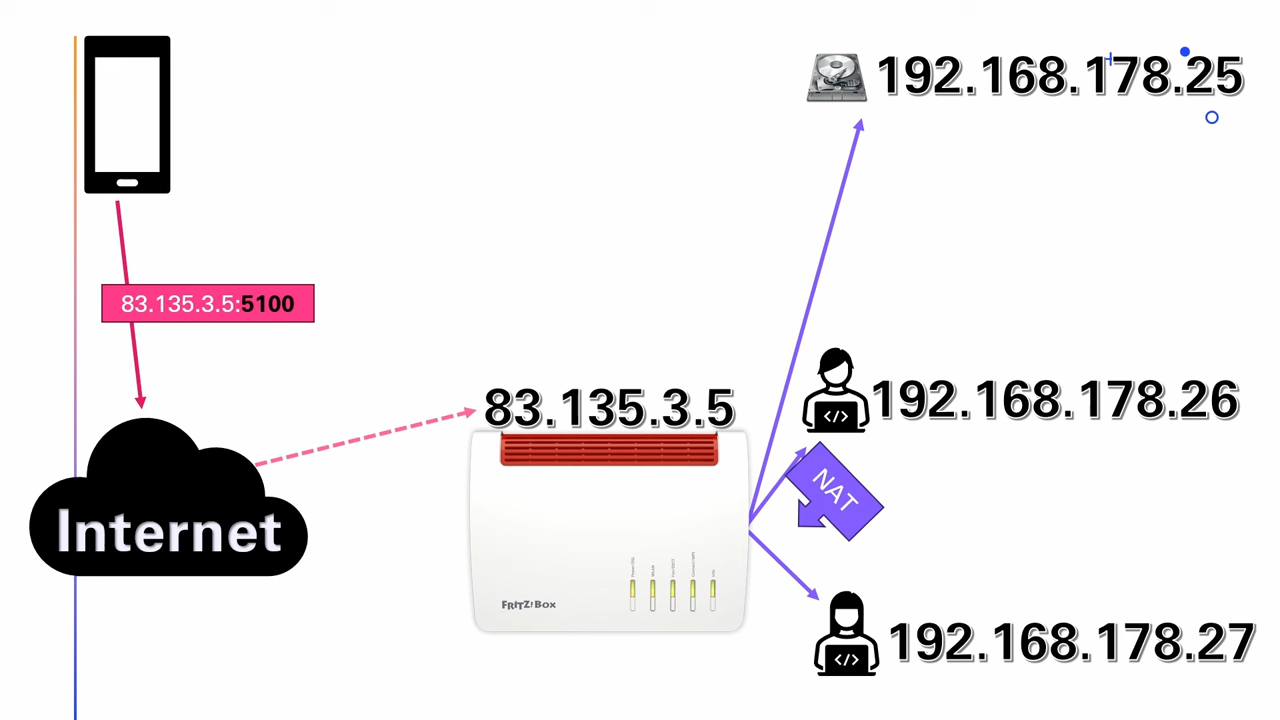 192.168.178.25
83.135.3.5:5100
192.168.178.26
83.135.3.5
NAT
Internet
FRITZ!Box
192.168.178.27